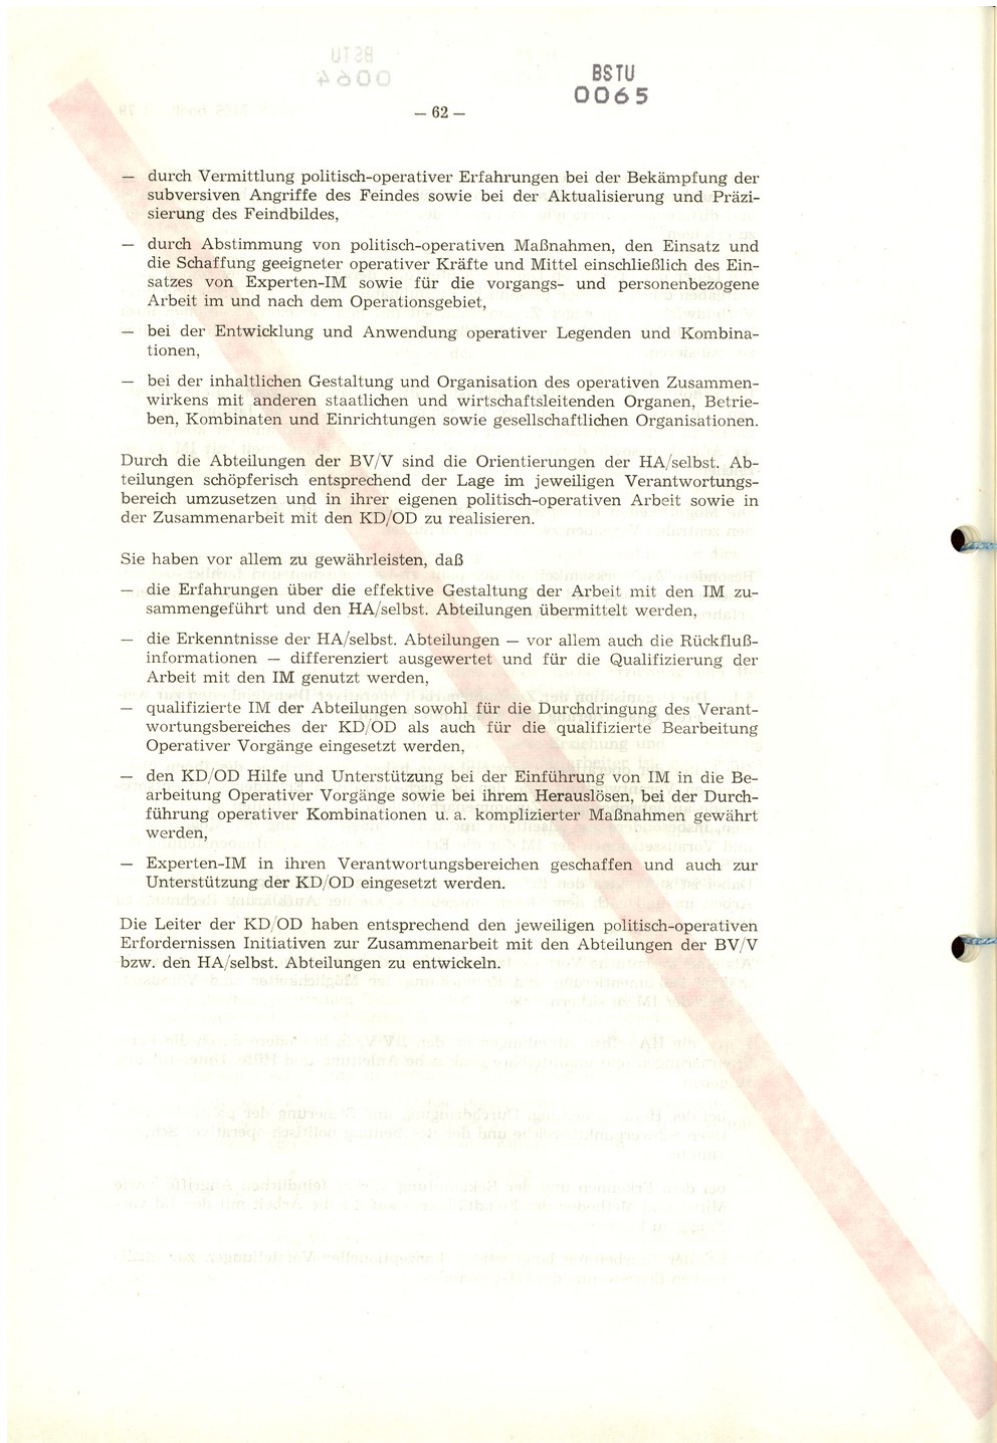 BSTU
0064
BSTU
0065
— 62 —
— durch Vermittlung politisch-operativer Erfahrungen bei der Bekämpfung der
subversiven Angriffe des Feindes sowie bei der Aktualisierung und Präzi-
sierung des Feindbildes,
— durch Abstimmung von politisch-operativen Maßnahmen, den Einsatz und
die Schaffung geeigneter operativer Kräfte und Mittel einschließlich des Ein-
satzes von Experten-IM sowie für die vorgangs- und personenbezogene
Arbeit im und nach dem Operationsgebiet,
— bei der Entwicklung und Anwendung operativer Legenden und Kombina-
tionen,
— bei der inhaltlichen Gestaltung und Organisation des operativen Zusammen-
wirkens mit anderen staatlichen und wirtschaftsleitenden Organen, Betrie-
ben, Kombinaten und Einrichtungen sowie gesellschaftlichen Organisationen.
Durch die Abteilungen der BV/V sind die Orientierungen der HA/selbst. Ab-
teilungen schöpferisch entsprechend der Lage im jeweiligen Verantwortungs-
bereich umzusetzen und in ihrer eigenen politisch-operativen Arbeit sowie in
der Zusammenarbeit mit den KD/OD zu realisieren.
Sie haben vor allem zu gewährleisten, daß
— die Erfahrungen über die effektive Gestaltung der Arbeit mit den IM zu-
sammengeführt und den HA/selbst. Abteilungen übermittelt werden,
— die Erkenntnisse der HA/selbst. Abteilungen — vor allem auch die Rückfluß-
informationen — differenziert ausgewertet und für die Qualifizierung der
Arbeit mit den IM genutzt werden,
— qualifizierte IM der Abteilungen sowohl für die Durchdringung des Verant-
wortungsbereiches der KD/OD als auch für die qualifizierte Bearbeitung
Operativer Vorgänge eingesetzt werden,
— den KD/OD Hilfe und Unterstützung bei der Einführung von IM in die Be-
arbeitung Operativer Vorgänge sowie bei ihrem Herauslösen, bei der Durch-
führung operativer Kombinationen u. a. komplizierter Maßnahmen gewährt
werden,
— Experten-IM in ihren Verantwortungsbereichen geschaffen und auch zur
Unterstützung der KD/OD eingesetzt werden.
Die Leiter der KD/OD haben entsprechend den jeweiligen politisch-operativen
Erfordernissen Initiativen zur Zusammenarbeit mit den Abteilungen der BV/V
bzw. den HA/selbst. Abteilungen zu entwickeln.